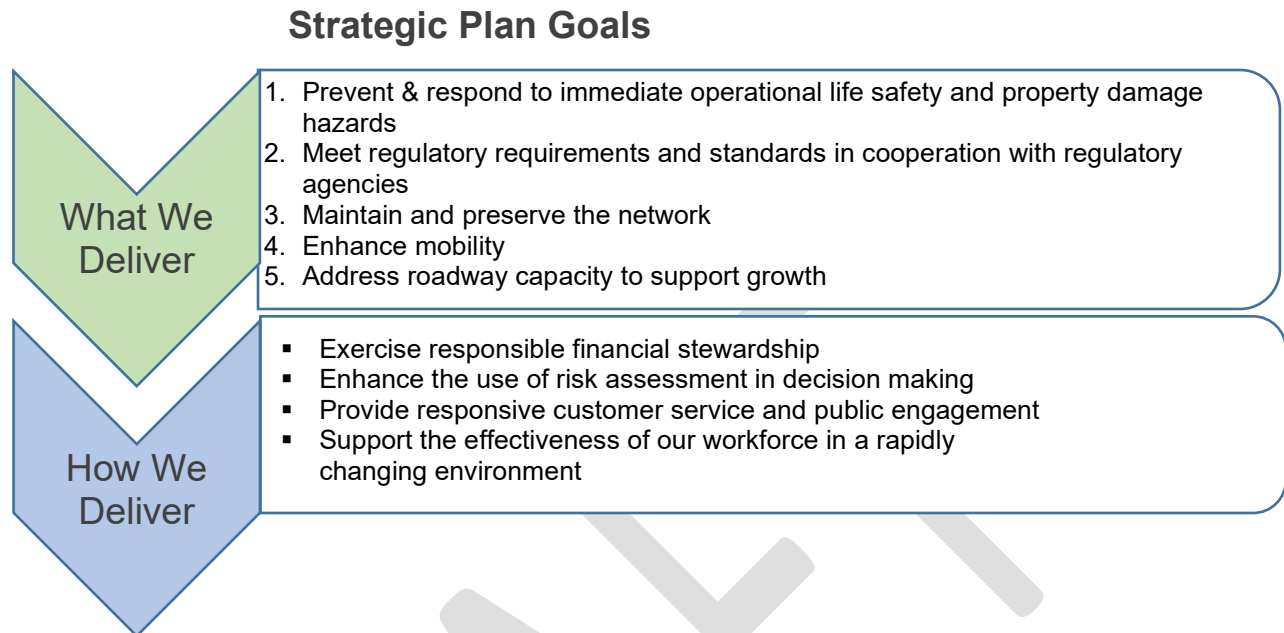 Strategic Plan Goals
What We
Deliver
1. Prevent & respond to immediate operational life safety and property damage
hazards
2. Meet regulatory requirements and standards in cooperation with regulatory
agencies
3. Maintain and preserve the network
4. Enhance mobility
5. Address roadway capacity to support growth
How We
Deliver
▪ Exercise responsible financial stewardship
▪ Enhance the use of risk assessment in decision making
▪ Provide responsive customer service and public engagement
▪ Support the effectiveness of our workforce in a rapidly
changing environment